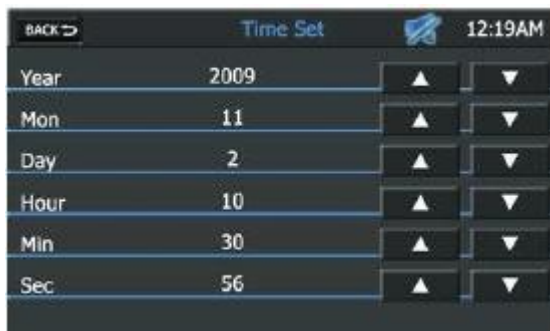 BACK Time Set 12:19AM
Year 2009
Mon 11
Day 2
Hour 10
Min 30
Sec 56